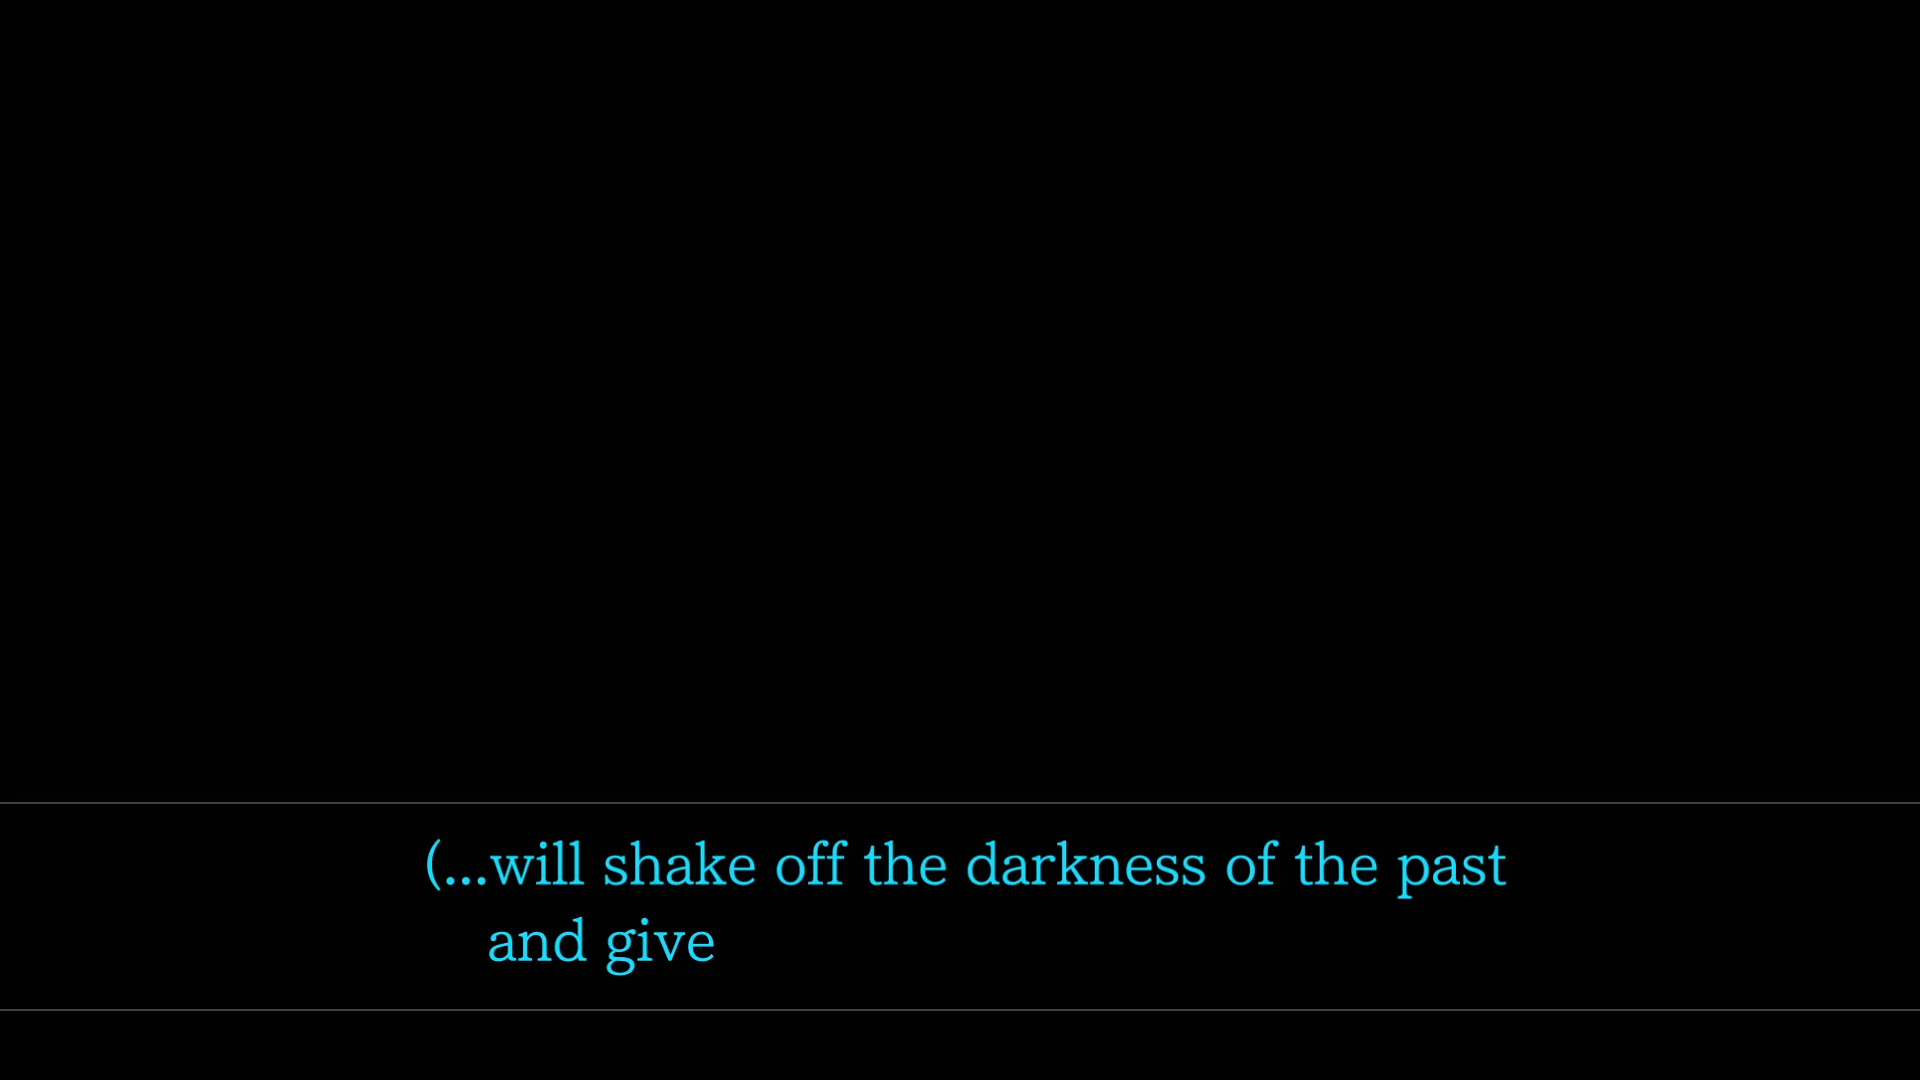 (...will shake off the darkness of the past
and give